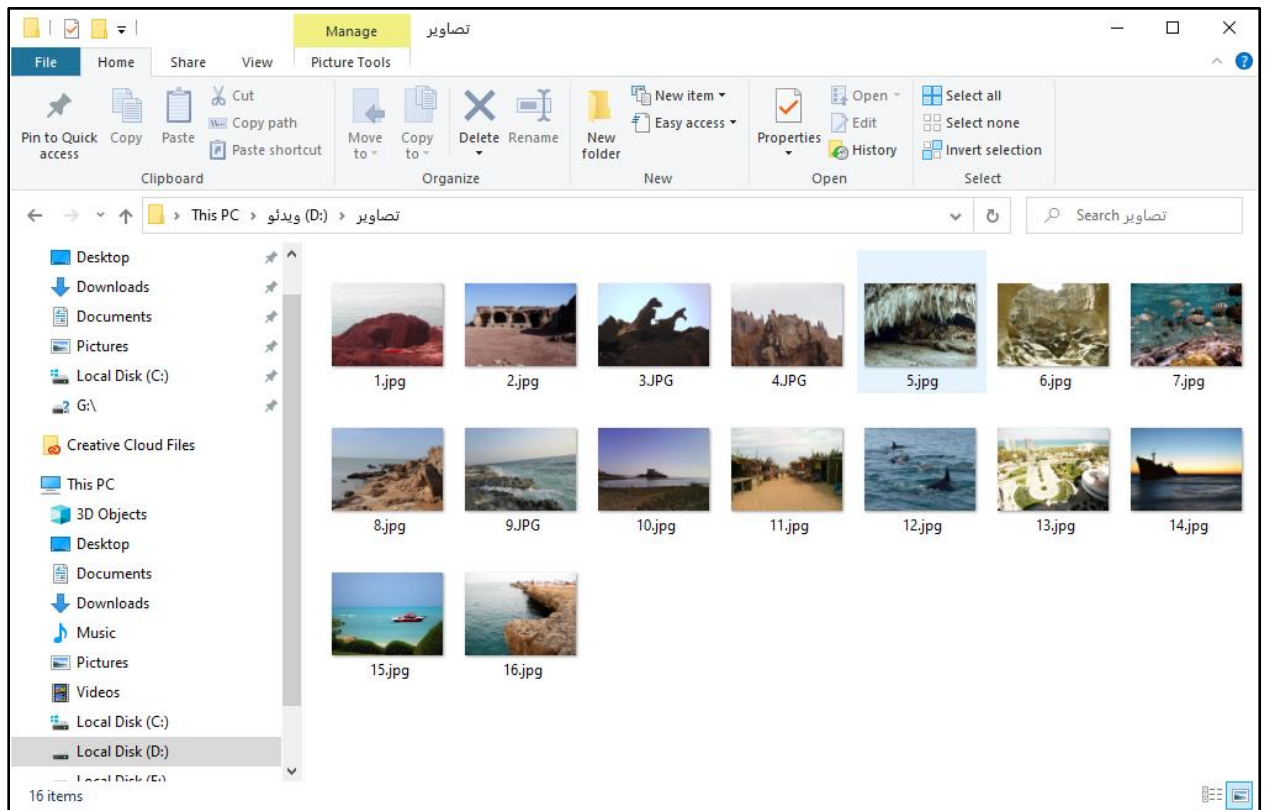 Manage تصاویر
File Home Share View Picture Tools
Pin to Quick access
Copy
Paste
Cut
Copy path
Paste shortcut
Clipboard
Move to
Copy to
Delete
Rename
Organize
New folder
New item
Easy access
New
Properties
Open
Edit
History
Open
Select all
Select none
Invert selection
Select
This PC › ویدئو (D:) › تصاویر
Search تصاویر
Desktop
Downloads
Documents
Pictures
Local Disk (C:)
G:\
Creative Cloud Files
This PC
3D Objects
Desktop
Documents
Downloads
Music
Pictures
Videos
Local Disk (C:)
Local Disk (D:)
1.jpg 2.jpg 3.JPG 4.JPG 5.jpg 6.jpg 7.jpg
8.jpg 9.JPG 10.jpg 11.jpg 12.jpg 13.jpg 14.jpg
15.jpg 16.jpg
16 items